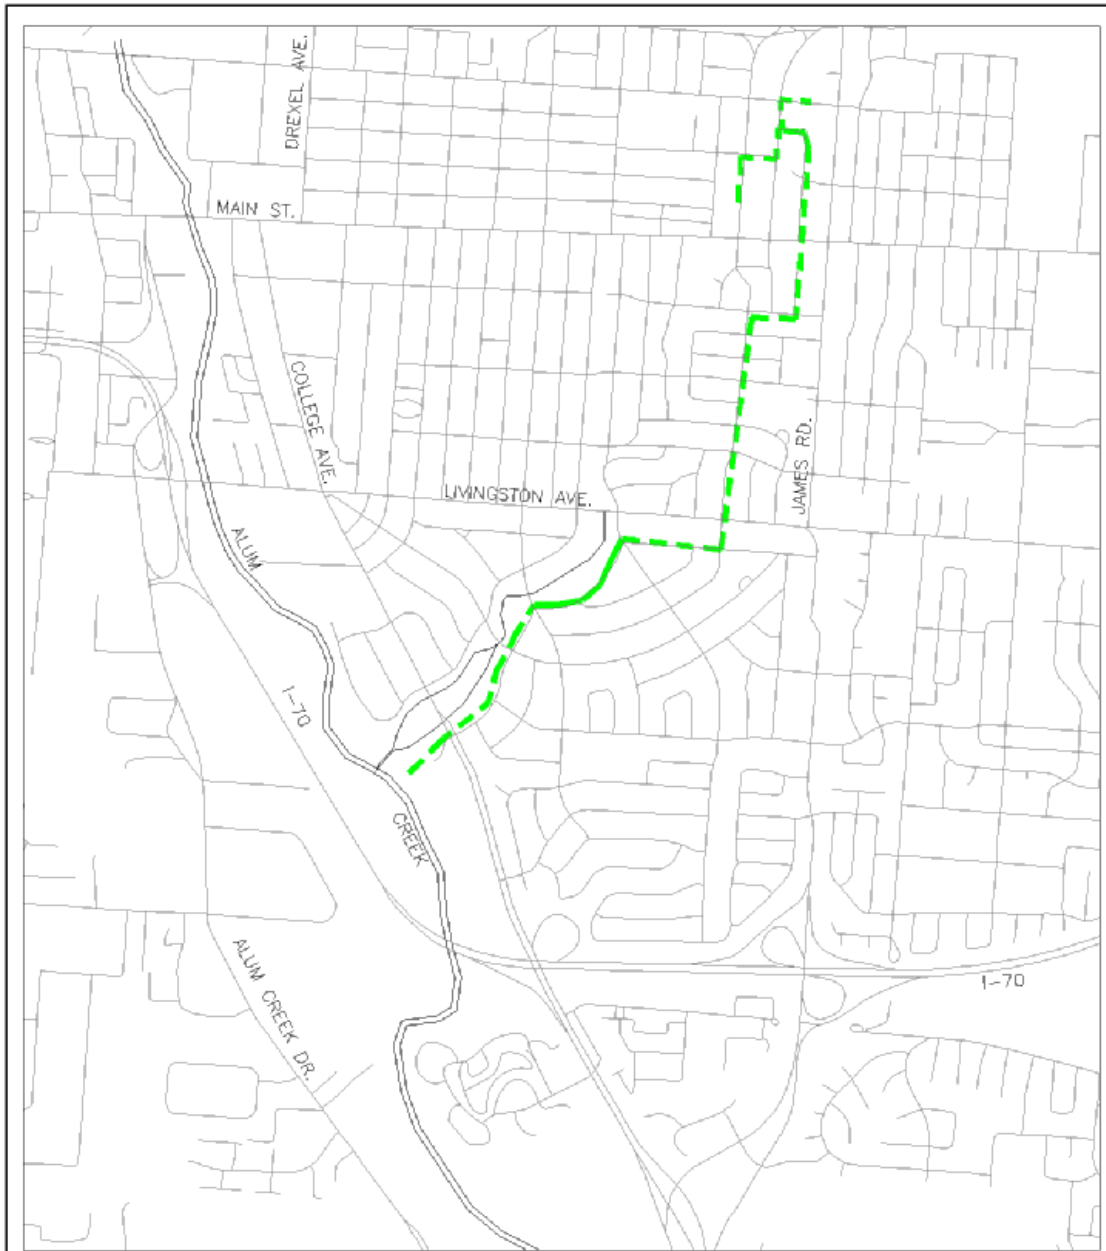 DREXEL AVE.
MAIN ST.
COLLEGE AVE.
JAMES RD.
LIVINGSTON AVE.
ALUM
I-70
CREEK
ALUM CREEK DR.
I-70